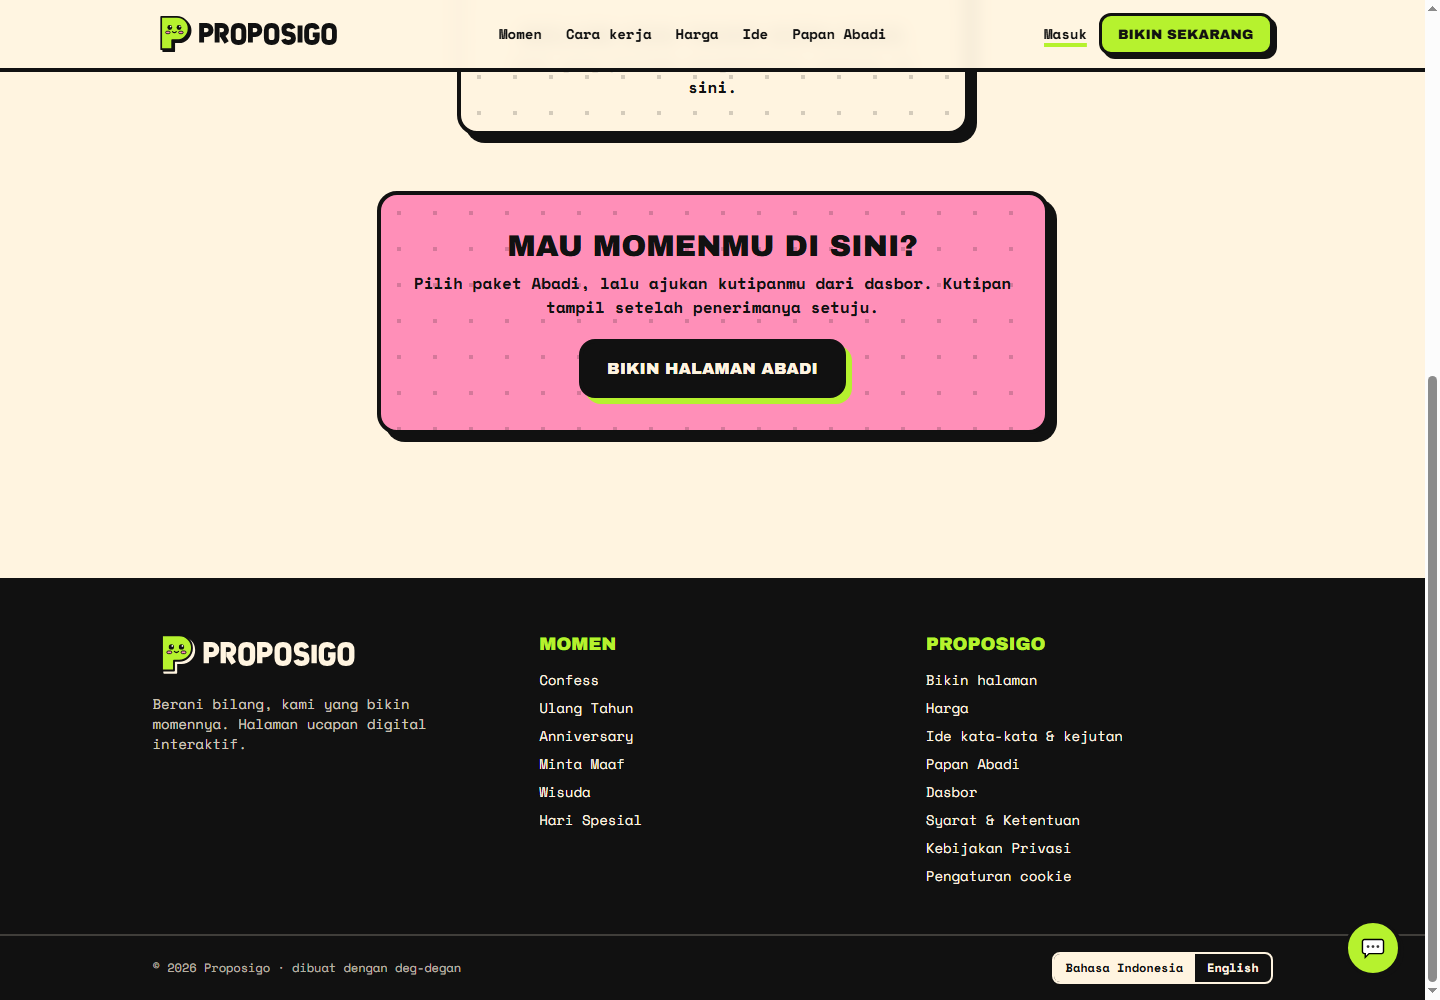 PROPOSIGO
Momen
Cara kerja
Harga
Ide
Papan Abadi
Masuk
BIKIN SEKARANG
sini.
MAU MOMENMU DI SINI?
Pilih paket Abadi, lalu ajukan kutipanmu dari dasbor. Kutipan
tampil setelah penerimanya setuju.
BIKIN HALAMAN ABADI
PROPOSIGO
Berani bilang, kami yang bikin
momennya. Halaman ucapan digital
interaktif.
MOMEN
Confess
Ulang Tahun
Anniversary
Minta Maaf
Wisuda
Hari Spesial
PROPOSIGO
Bikin halaman
Harga
Ide kata-kata & kejutan
Papan Abadi
Dasbor
Syarat & Ketentuan
Kebijakan Privasi
Pengaturan cookie
© 2026 Proposigo · dibuat dengan deg-degan
Bahasa Indonesia
English